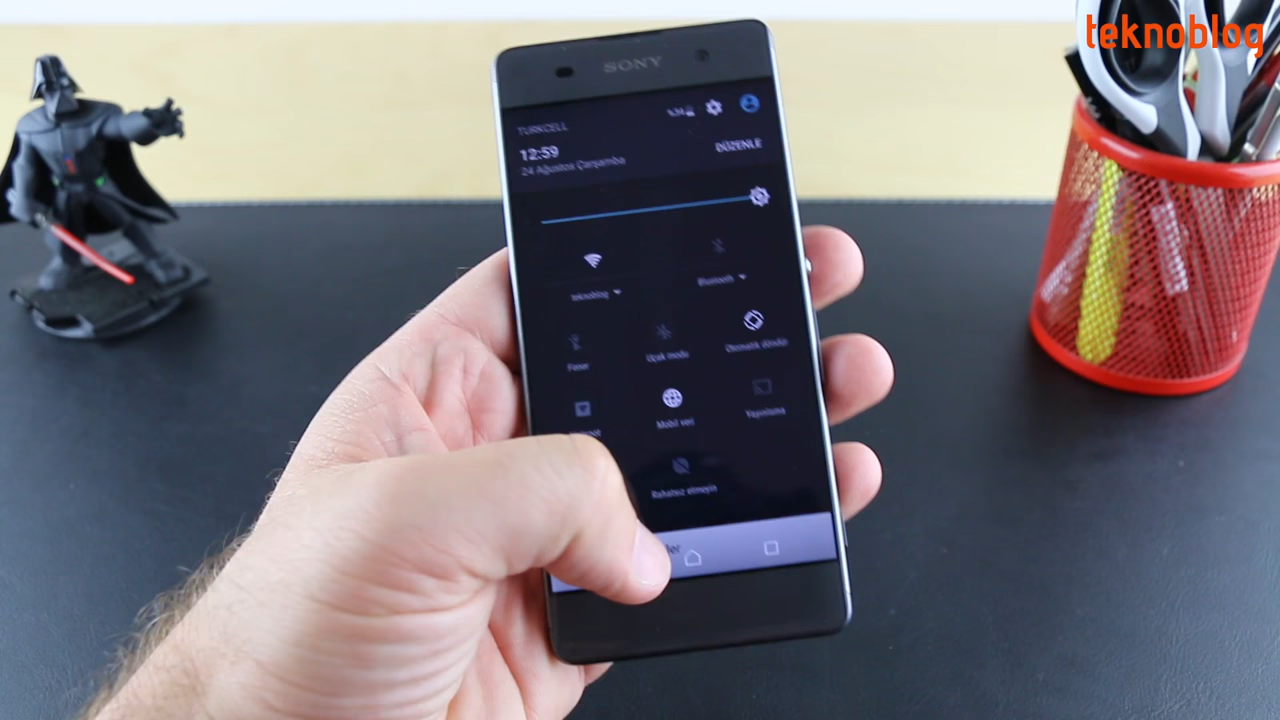 teknoblog
SONY
TURKCELL
12:59
24 Ağustos Çarşamba
DÜZENLE
teknoblog
Bluetooth
Fener
Uçak modu
Otomatik döndür
Mobil veri
Yayınlama
Rahatsız etmeyin